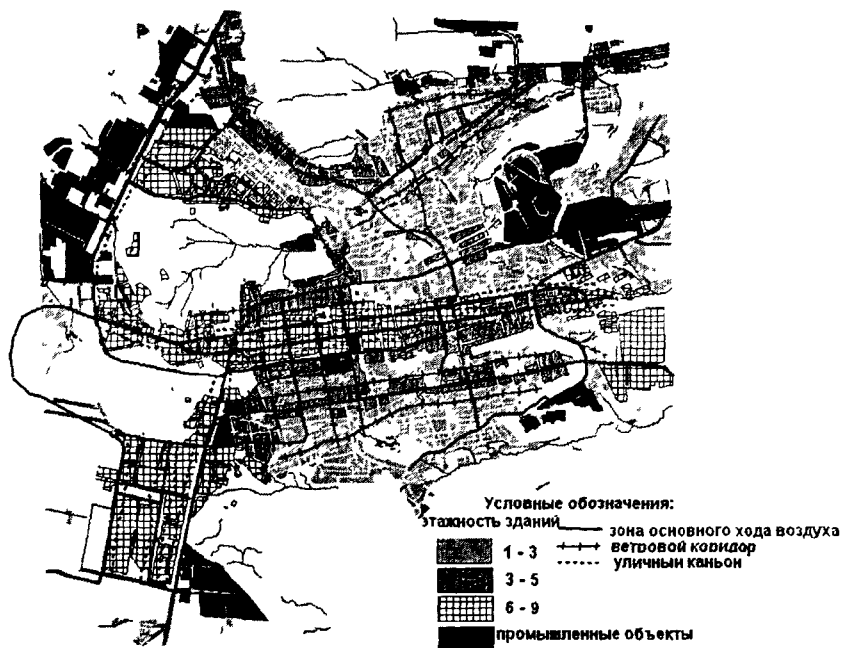 Условные обозначения:
этажность зданий
1 - 3
3 - 5
6 - 9
промышленные объекты
зона основного хода воздуха
ветровой коридор
уличный каньон